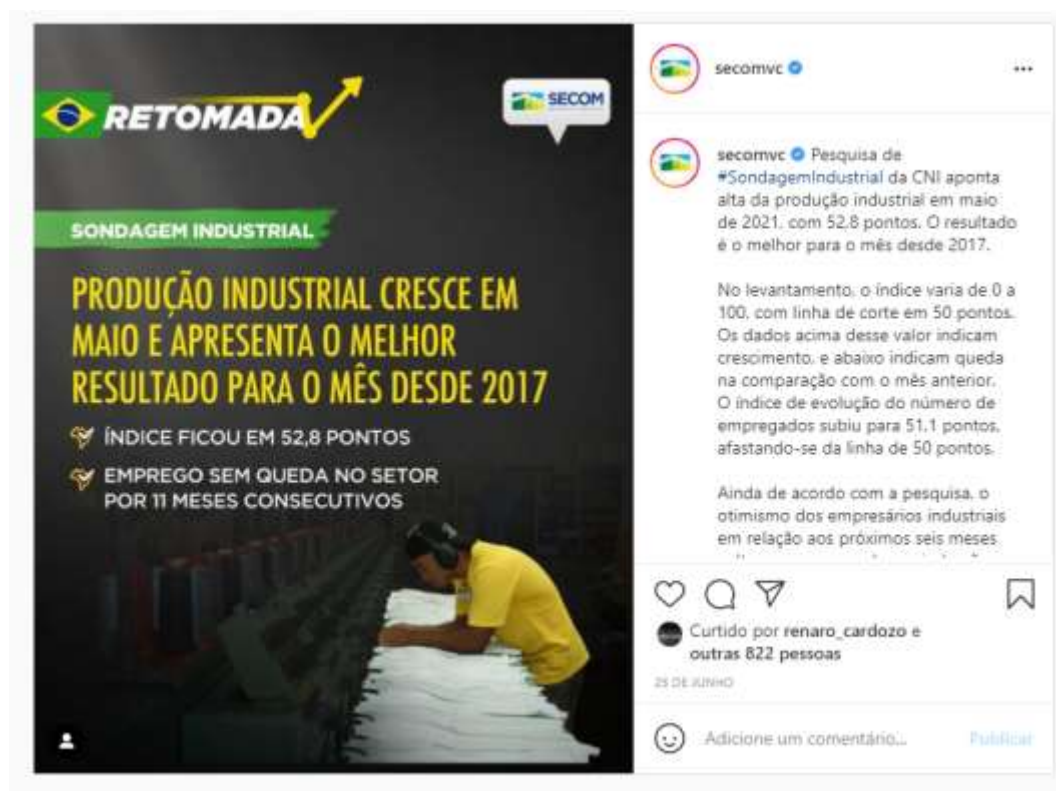 RETOMADA
SECOM
SONDAGEM INDUSTRIAL
PRODUÇÃO INDUSTRIAL CRESCE EM
MAIO E APRESENTA O MELHOR
RESULTADO PARA O MÊS DESDE 2017
ÍNDICE FICOU EM 52,8 PONTOS
EMPREGO SEM QUEDA NO SETOR
POR 11 MESES CONSECUTIVOS
secomvc
secomvc Pesquisa de
#SondagemIndustrial da CNI aponta
alta da produção industrial em maio
de 2021, com 52,8 pontos. O resultado
é o melhor para o mês desde 2017.
No levantamento, o índice varia de 0 a
100, com linha de corte em 50 pontos.
Os dados acima desse valor indicam
crescimento, e abaixo indicam queda
na comparação com o mês anterior.
O índice de evolução do número de
empregados subiu para 51,1 pontos,
afastando-se da linha de 50 pontos.
Ainda de acordo com a pesquisa, o
otimismo dos empresários industriais
em relação aos próximos seis meses
Curtido por renaro_cardozo e
outras 822 pessoas
25 DE JUNHO
Adicione um comentário...
Publicar